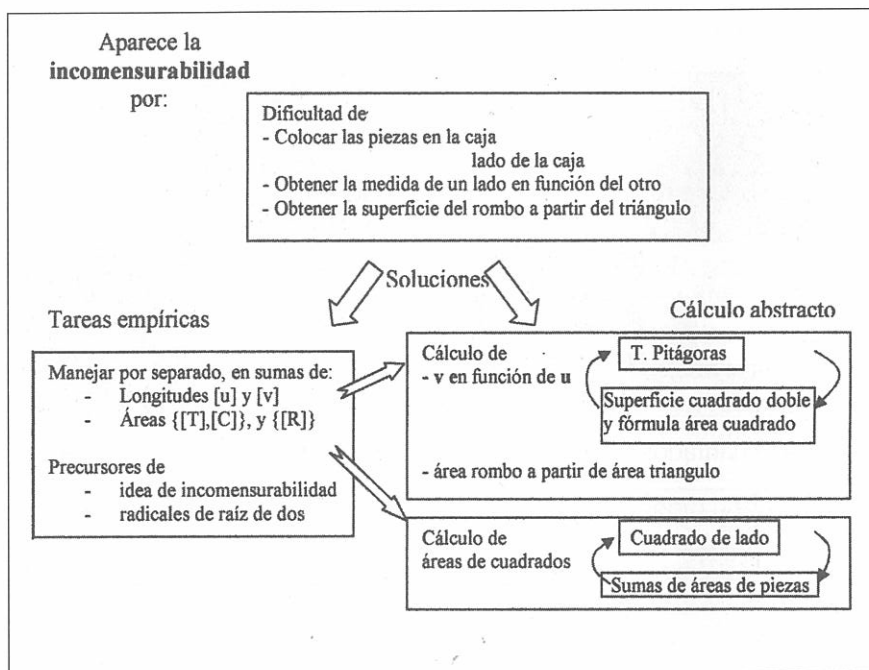 Aparece la
incomensurabilidad
por:
Dificultad de
- Colocar las piezas en la caja
lado de la caja
- Obtener la medida de un lado en función del otro
- Obtener la superficie del rombo a partir del triángulo
Soluciones
Tareas empíricas
Cálculo abstracto
Manejar por separado, en sumas de:
- Longitudes [u] y [v]
- Áreas {[T],[C]}, y {[R]}
Precursores de
- idea de incomensurabilidad
- radicales de raíz de dos
Cálculo de
- v en función de u
T. Pitágoras
Superficie cuadrado doble
y fórmula área cuadrado
- área rombo a partir de área triangulo
Cálculo de
áreas de cuadrados
Cuadrado de lado
Sumas de áreas de piezas